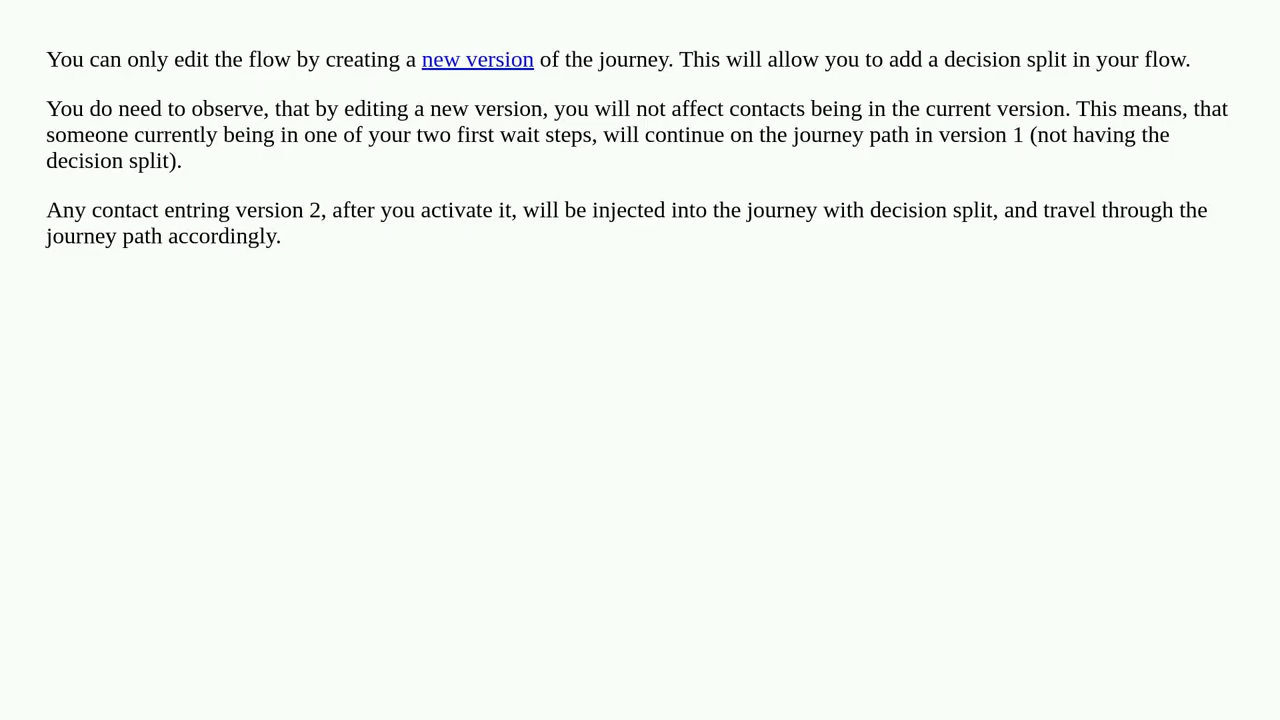 You can only edit the flow by creating a new version of the journey. This will allow you to add a decision split in your flow.
You do need to observe, that by editing a new version, you will not affect contacts being in the current version. This means, that
someone currently being in one of your two first wait steps, will continue on the journey path in version 1 (not having the
decision split).
Any contact entring version 2, after you activate it, will be injected into the journey with decision split, and travel through the
journey path accordingly.